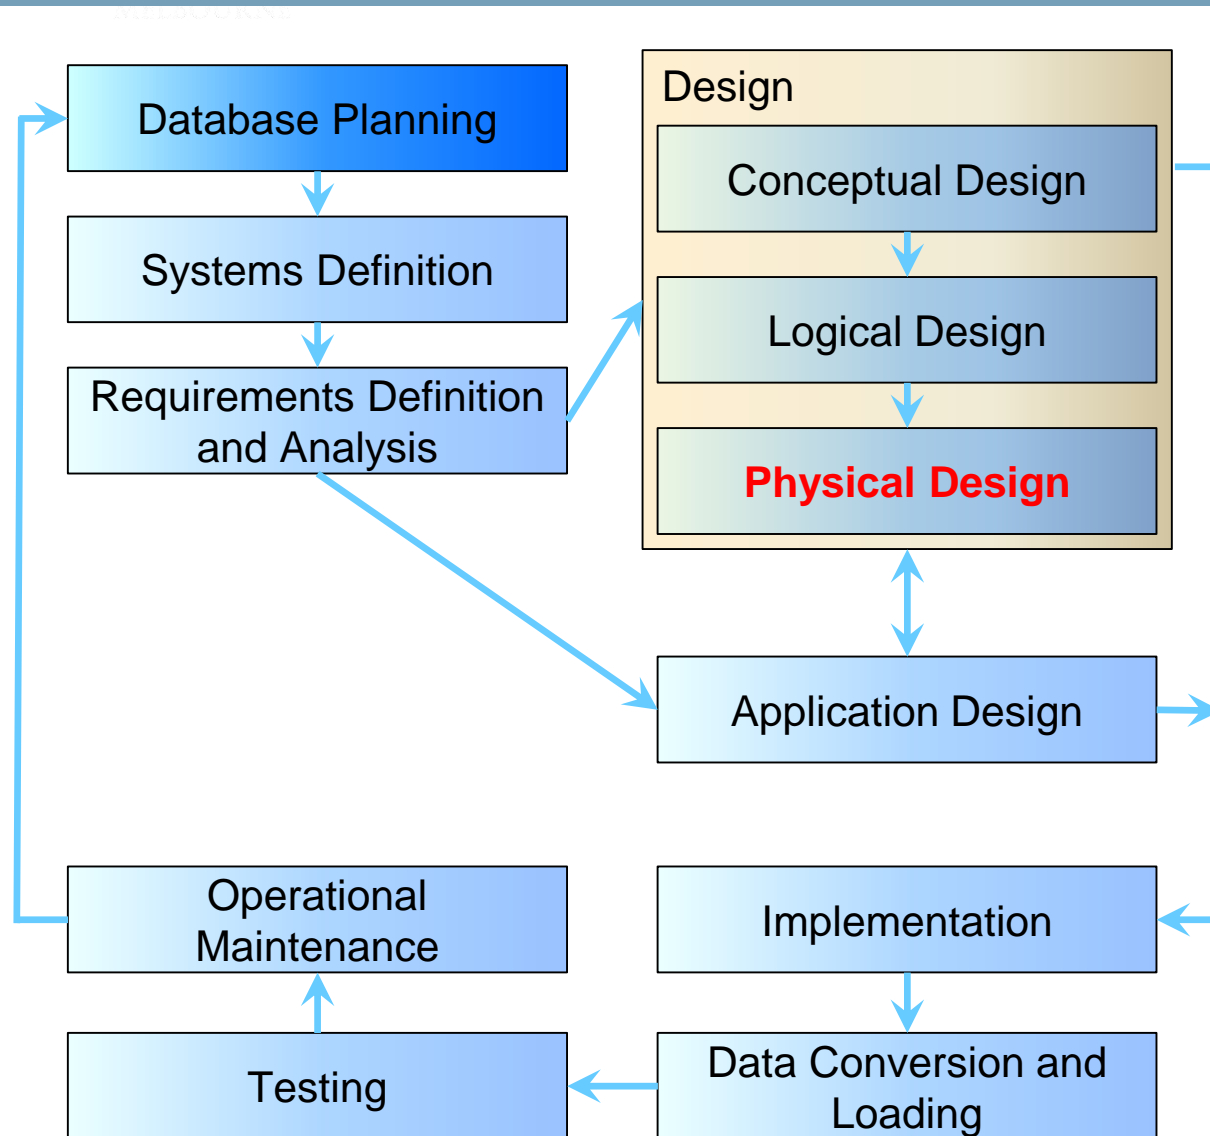 Database Planning
Systems Definition
Requirements Definition
and Analysis
Design
Conceptual Design
Logical Design
Physical Design
Application Design
Operational
Maintenance
Implementation
Testing
Data Conversion and
Loading